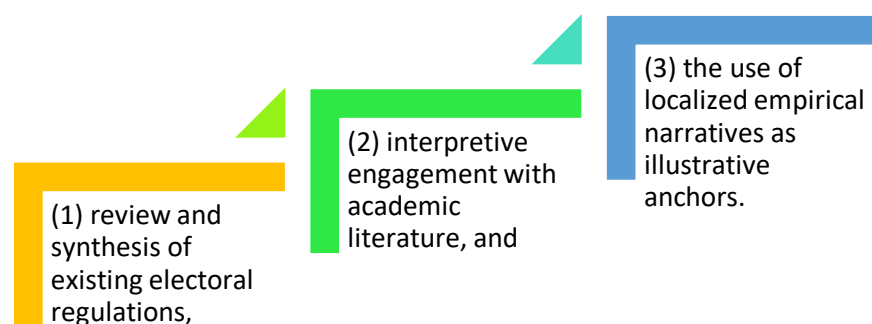 (1) review and
synthesis of
existing electoral
regulations,
(2) interpretive
engagement with
academic
literature, and
(3) the use of
localized empirical
narratives as
illustrative
anchors.